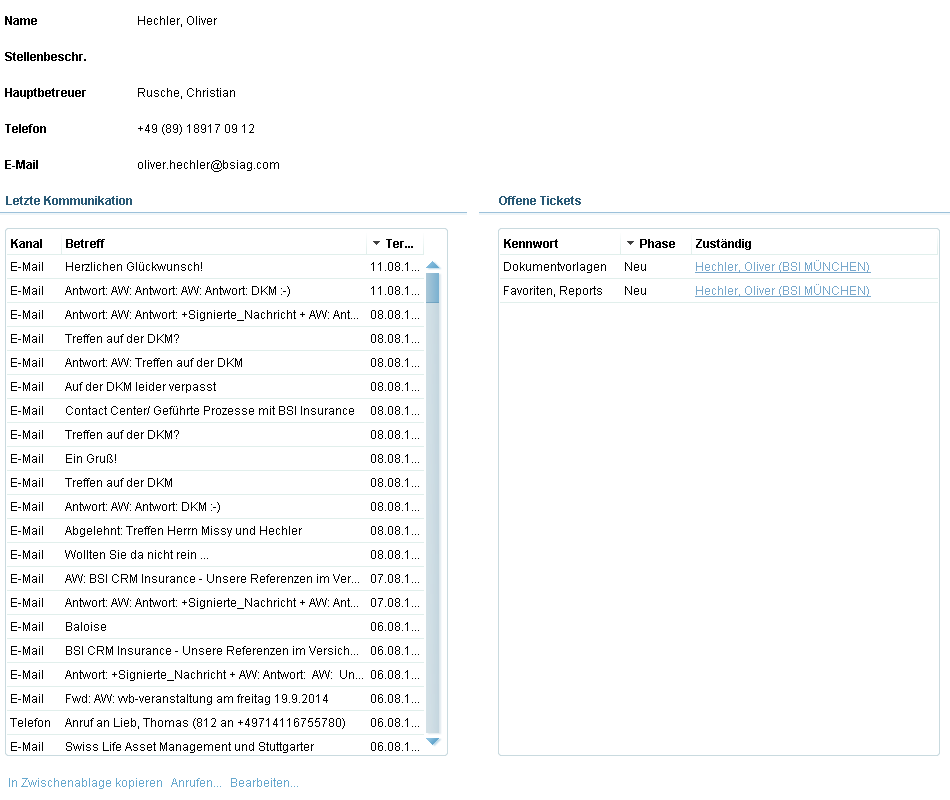 Name Hechler, Oliver
Stellenbeschr.
Hauptbetreuer Rusche, Christian
Telefon +49 (89) 18917 09 12
E-Mail oliver.hechler@bsiag.com
Letzte Kommunikation
Kanal Betreff Ter...
E-Mail Herzlichen Glückwunsch! 11.08.1...
E-Mail Antwort: AW: Antwort: AW: Antwort: DKM :-) 11.08.1...
E-Mail Antwort: AW: Antwort: +Signierte_Nachricht + AW: Ant... 08.08.1...
E-Mail Treffen auf der DKM? 08.08.1...
E-Mail Antwort: AW: Treffen auf der DKM 08.08.1...
E-Mail Auf der DKM leider verpasst 08.08.1...
E-Mail Contact Center/ Geführte Prozesse mit BSI Insurance 08.08.1...
E-Mail Treffen auf der DKM? 08.08.1...
E-Mail Ein Gruß! 08.08.1...
E-Mail Treffen auf der DKM 08.08.1...
E-Mail Antwort: AW: Antwort: DKM :-) 08.08.1...
E-Mail Abgelehnt: Treffen Herrn Missy und Hechler 08.08.1...
E-Mail Wollten Sie da nicht rein ... 08.08.1...
E-Mail AW: BSI CRM Insurance - Unsere Referenzen im Ver... 07.08.1...
E-Mail Antwort: AW: Antwort: +Signierte_Nachricht + AW: Ant... 07.08.1...
E-Mail Baloise 06.08.1...
E-Mail BSI CRM Insurance - Unsere Referenzen im Versich... 06.08.1...
E-Mail Antwort: +Signierte_Nachricht + AW: Antwort: AW: Un... 06.08.1...
E-Mail Fwd: AW: vvb-veranstaltung am freitag 19.9.2014 06.08.1...
Telefon Anruf an Lieb, Thomas (812 an +49714116755780) 06.08.1...
E-Mail Swiss Life Asset Management und Stuttgarter 06.08.1...
Offene Tickets
Kennwort Phase Zuständig
Dokumentvorlagen Neu Hechler, Oliver (BSI MÜNCHEN)
Favoriten, Reports Neu Hechler, Oliver (BSI MÜNCHEN)
In Zwischenablage kopieren Anrufen... Bearbeiten...